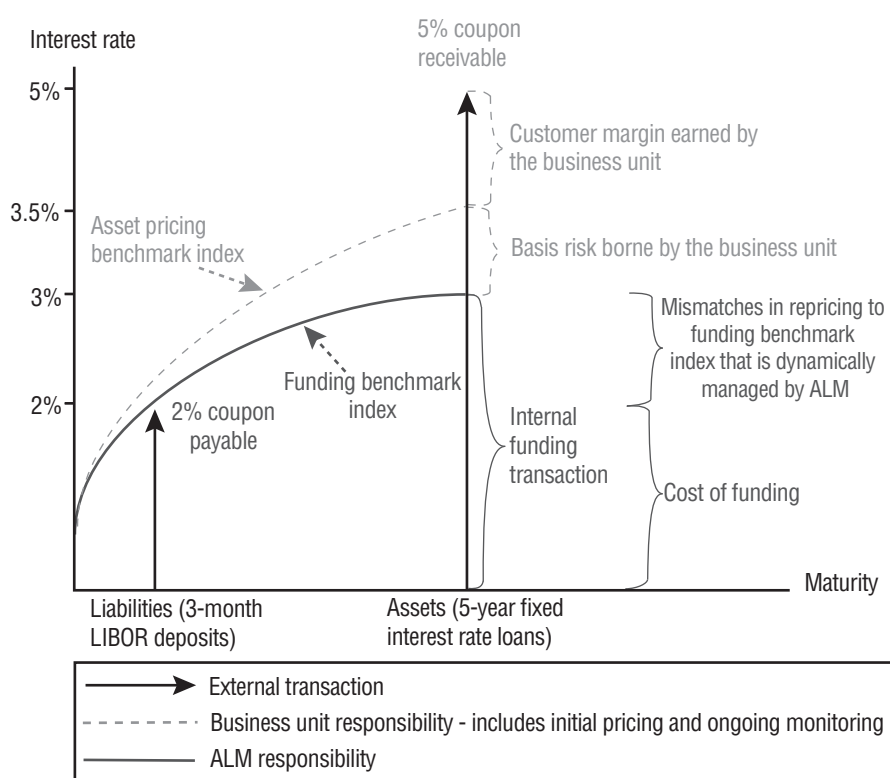 Interest rate
5% coupon
receivable
5%
Customer margin earned by
the business unit
3.5%
Asset pricing
benchmark index
Basis risk borne by the business unit
3%
Mismatches in repricing to
funding benchmark
index that is dynamically
managed by ALM
Funding benchmark
index
2%
2% coupon
payable
Internal
funding
transaction
Cost of funding
Maturity
Liabilities (3-month
LIBOR deposits)
Assets (5-year fixed
interest rate loans)
External transaction
Business unit responsibility - includes initial pricing and ongoing monitoring
ALM responsibility